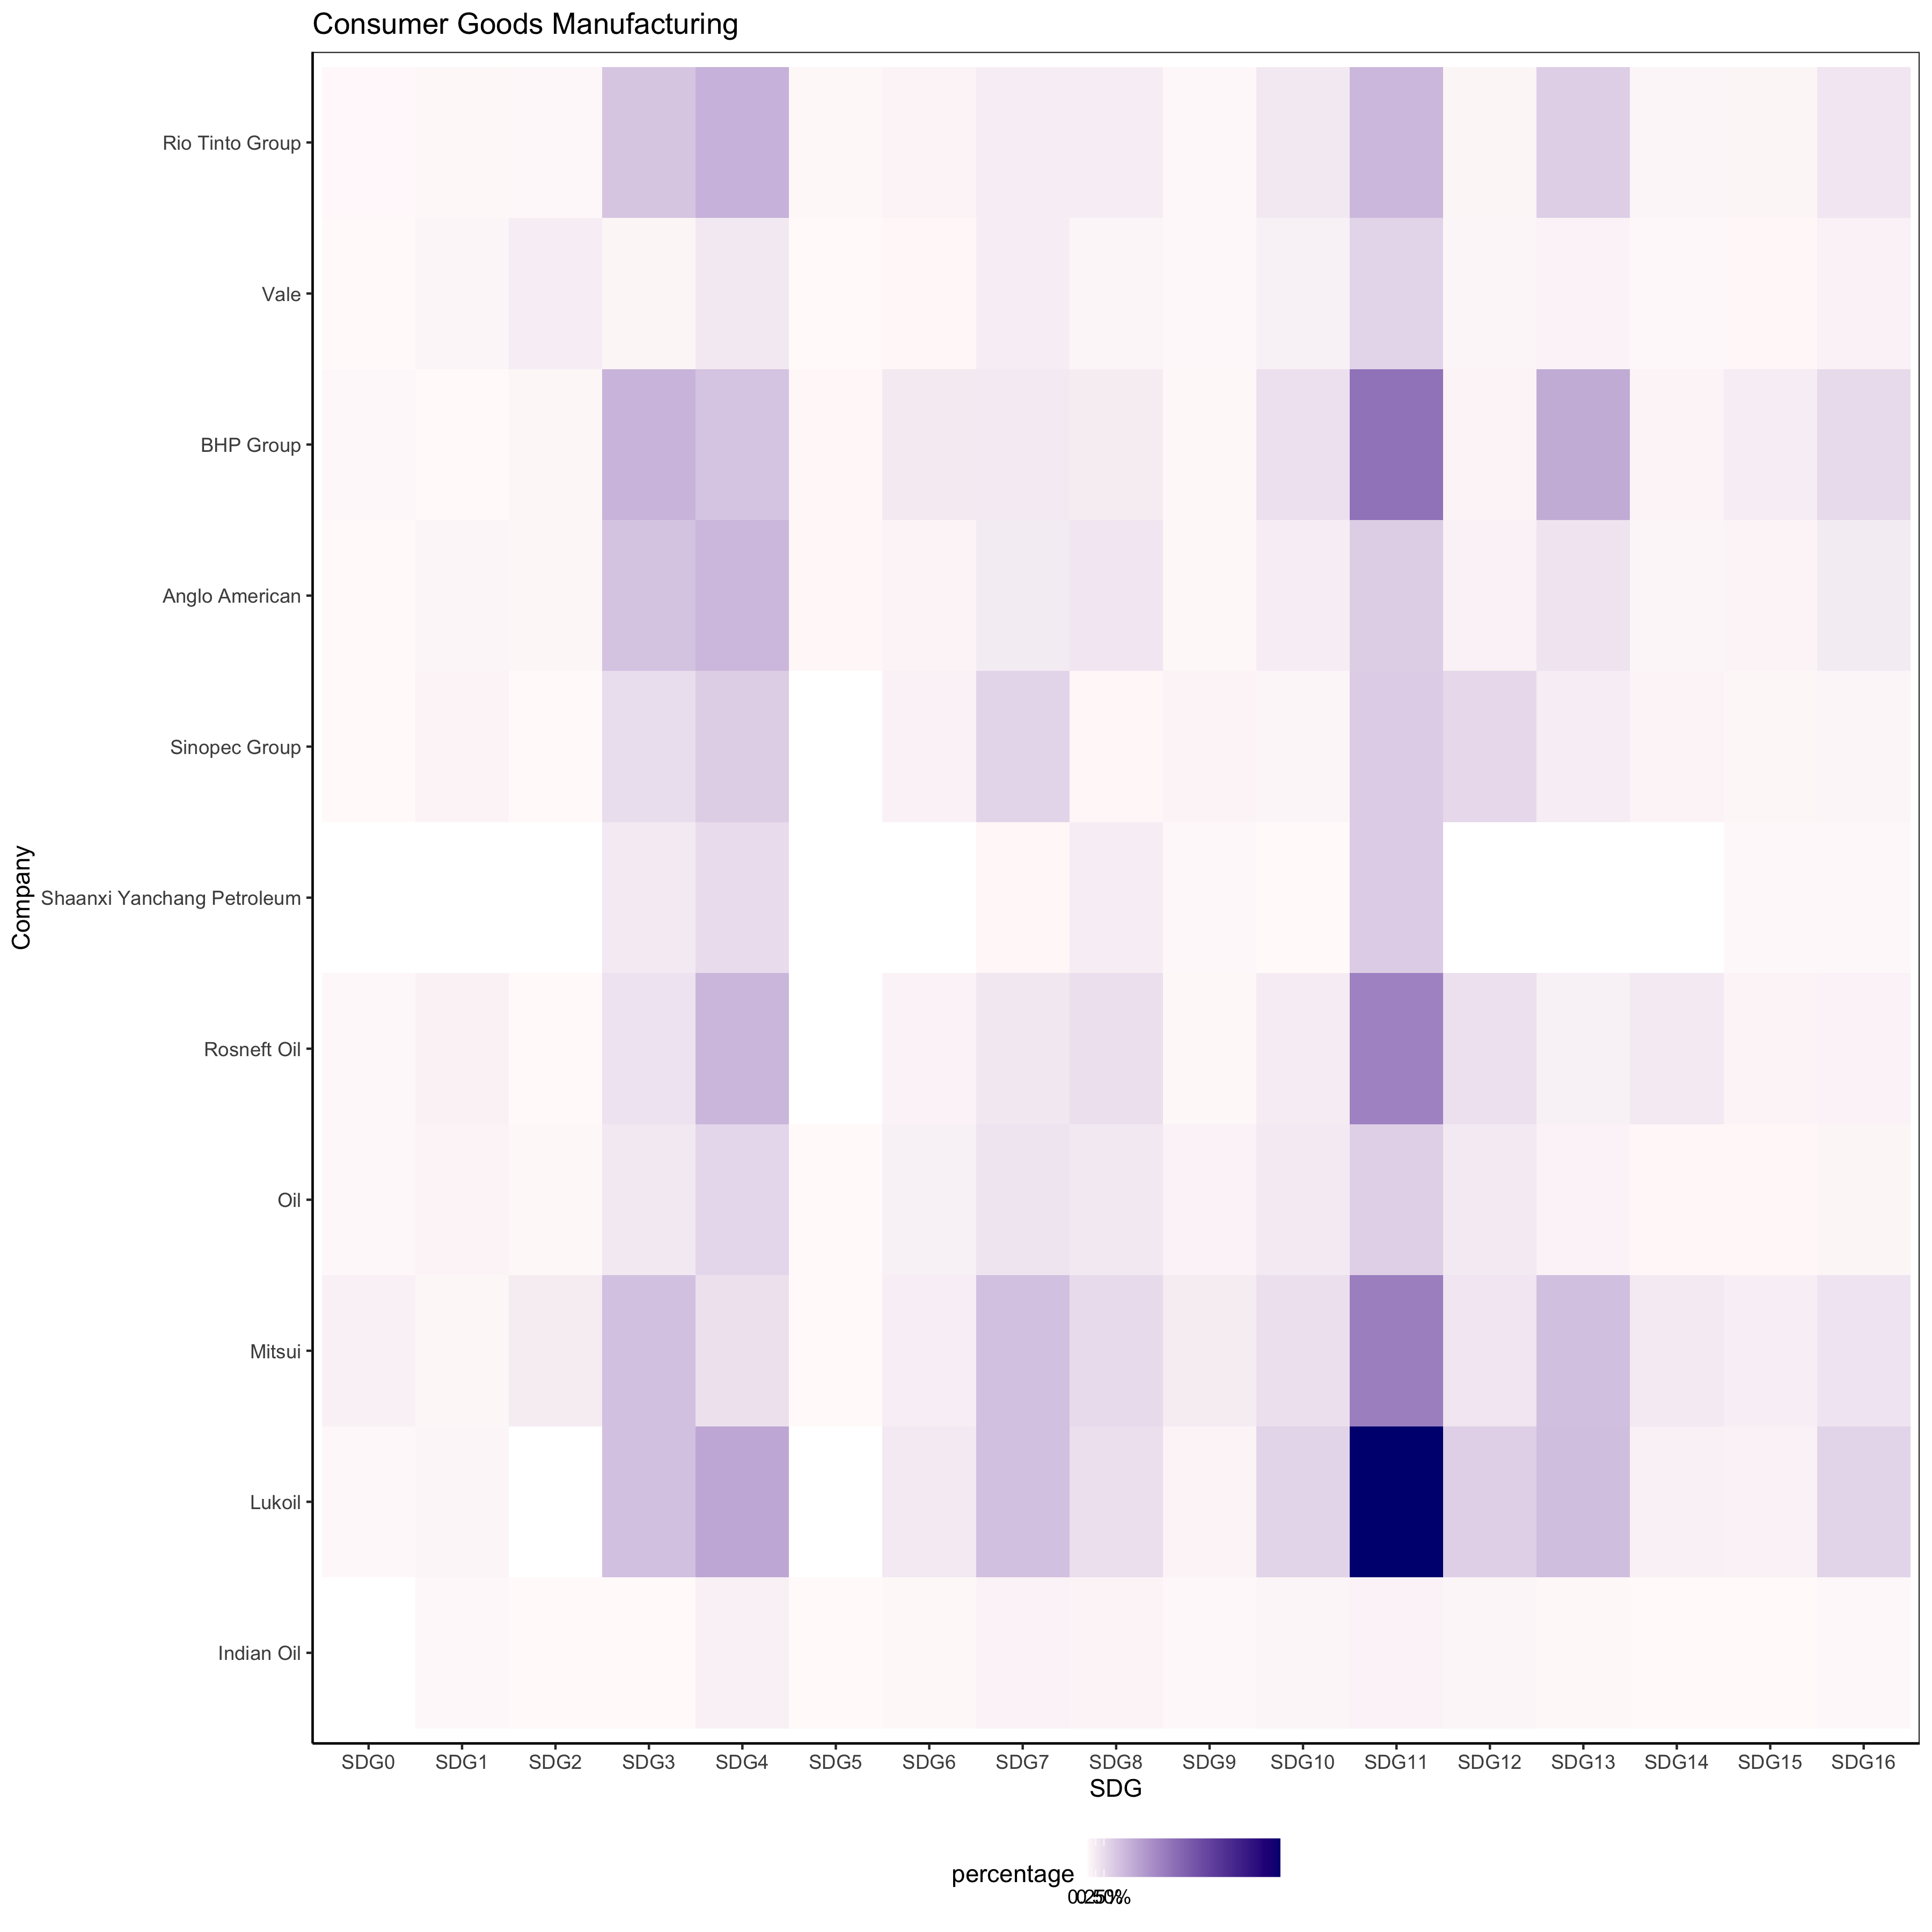 Consumer Goods Manufacturing
Rio Tinto Group
Vale
BHP Group
Anglo American
Sinopec Group
Shaanxi Yanchang Petroleum
Rosneft Oil
Oil
Mitsui
Lukoil
Indian Oil
Company
SDG0 SDG1 SDG2 SDG3 SDG4 SDG5 SDG6 SDG7 SDG8 SDG9 SDG10 SDG11 SDG12 SDG13 SDG14 SDG15 SDG16
SDG
percentage